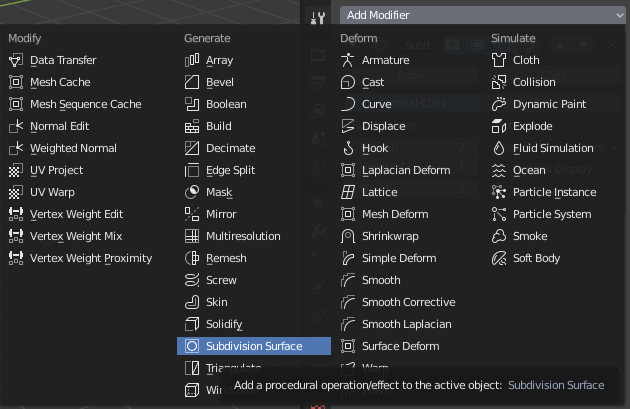 Add Modifier
Modify
Data Transfer
Mesh Cache
Mesh Sequence Cache
Normal Edit
Weighted Normal
UV Project
UV Warp
Vertex Weight Edit
Vertex Weight Mix
Vertex Weight Proximity
Generate
Array
Bevel
Boolean
Build
Decimate
Edge Split
Mask
Mirror
Multiresolution
Remesh
Screw
Skin
Solidify
Subdivision Surface
Deform
Armature
Cast
Curve
Displace
Hook
Laplacian Deform
Lattice
Mesh Deform
Shrinkwrap
Simple Deform
Smooth
Smooth Corrective
Smooth Laplacian
Surface Deform
Simulate
Cloth
Collision
Dynamic Paint
Explode
Fluid Simulation
Ocean
Particle Instance
Particle System
Smoke
Soft Body
Add a procedural operation/effect to the active object: Subdivision Surface